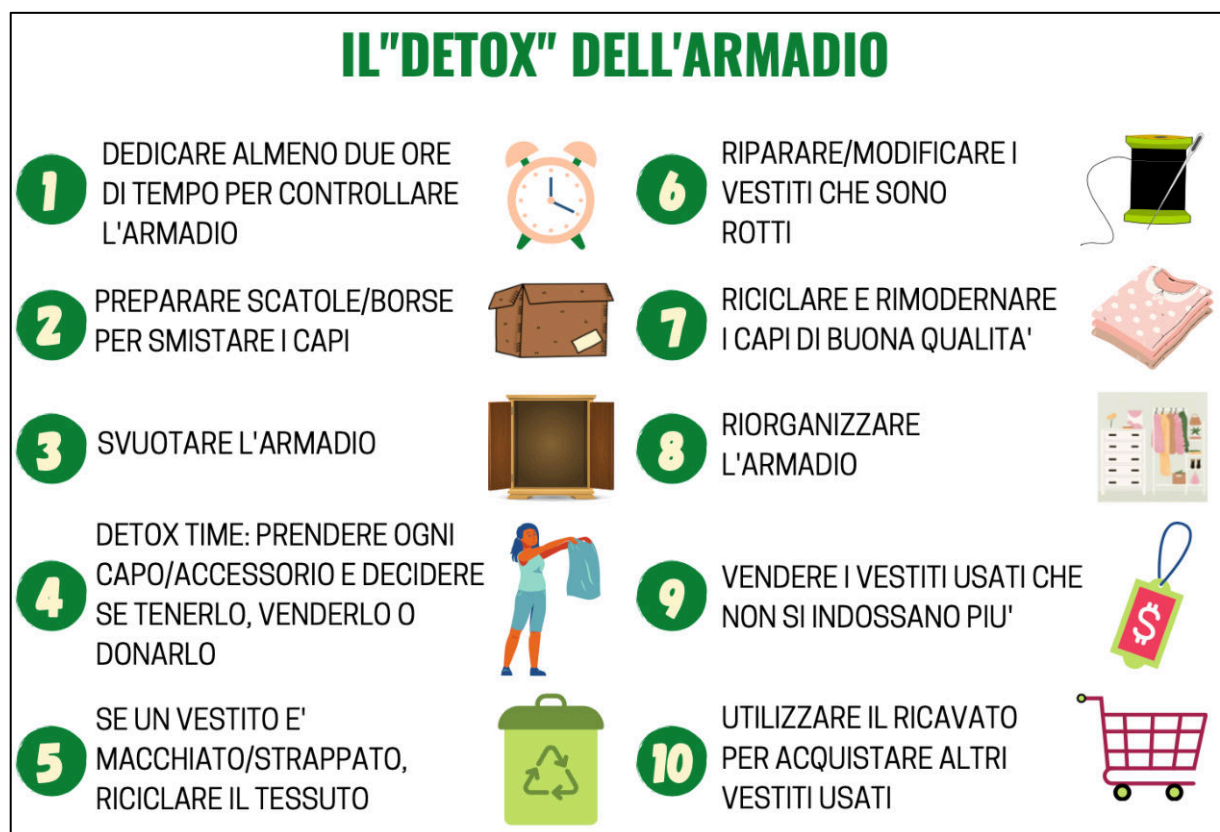 IL"DETOX" DELL'ARMADIO
1
DEDICARE ALMENO DUE ORE
DI TEMPO PER CONTROLLARE
L'ARMADIO
2
PREPARARE SCATOLE/BORSE
PER SMISTARE I CAPI
3
SVUOTARE L'ARMADIO
4
DETOX TIME: PRENDERE OGNI
CAPO/ACCESSORIO E DECIDERE
SE TENERLO, VENDERLO O
DONARLO
5
SE UN VESTITO E'
MACCHIATO/STRAPPATO,
RICICLARE IL TESSUTO
6
RIPARARE/MODIFICARE I
VESTITI CHE SONO
ROTTI
7
RICICLARE E RIMODERNARE
I CAPI DI BUONA QUALITA'
8
RIORGANIZZARE
L'ARMADIO
9
VENDERE I VESTITI USATI CHE
NON SI INDOSSANO PIU'
$
10
UTILIZZARE IL RICAVATO
PER ACQUISTARE ALTRI
VESTITI USATI